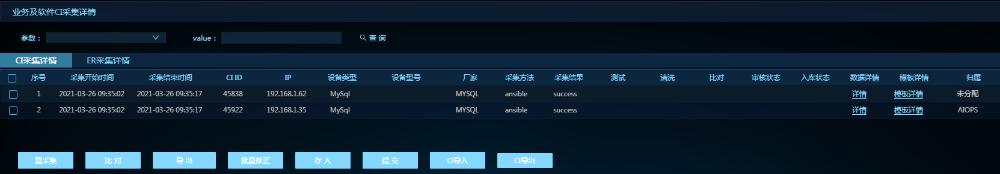 业务及软件CI采集详情
参数： value： 查 询
CI采集详情 ER采集详情
序号 采集开始时间 采集结束时间 CI ID IP 设备类型 设备型号 厂家 采集方法 采集结果 测试 清洗 比对 审核状态 入库状态 数据详情 模板详情 归属
1 2021-03-26 09:35:02 2021-03-26 09:35:17 45838 192.168.1.62 MySql MYSQL ansible success 详情 模板详情 未分配
2 2021-03-26 09:35:02 2021-03-26 09:35:17 45922 192.168.1.35 MySql MYSQL ansible success 详情 模板详情 AIOPS
重采集 比 对 导 出 批量修正 存 入 提 交 CI导入 CI导出